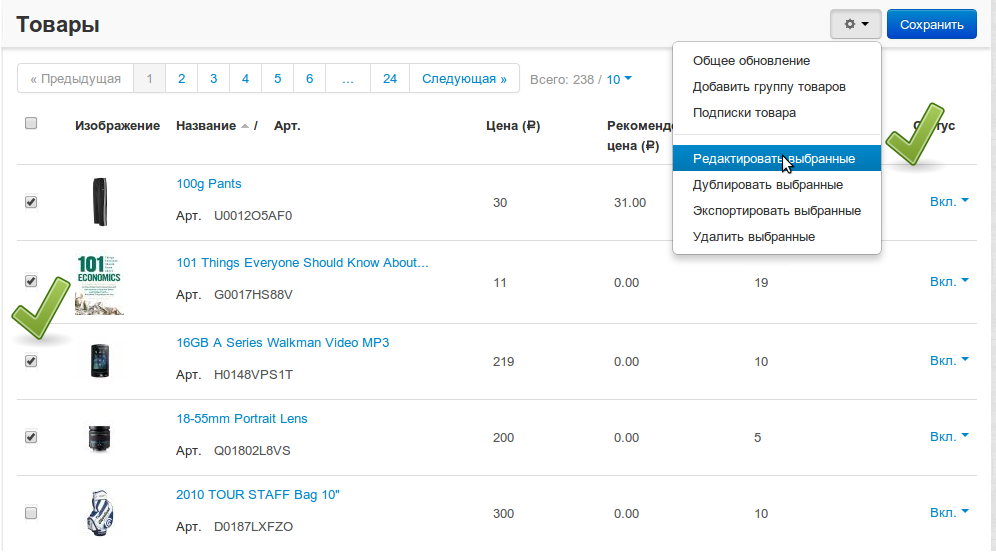 Товары
Сохранить
« Предыдущая 1 2 3 4 5 6 ... 24 Следующая » Всего: 238 / 10
Общее обновление
Добавить группу товаров
Подписки товара
Редактировать выбранные
Дублировать выбранные
Экспортировать выбранные
Удалить выбранные
Изображение Название / Арт. Цена (₽) Рекоменд
цена (₽)
100g Pants
Арт. U0012O5AF0 30 31.00 Вкл.
101 Things Everyone Should Know About...
101
ECONOMICS
Арт. G0017HS88V 11 0.00 19 Вкл.
16GB A Series Walkman Video MP3
Арт. H0148VPS1T 219 0.00 10 Вкл.
18-55mm Portrait Lens
Арт. Q01802L8VS 200 0.00 5 Вкл.
2010 TOUR STAFF Bag 10"
Арт. D0187LXFZO 300 0.00 10 Вкл.